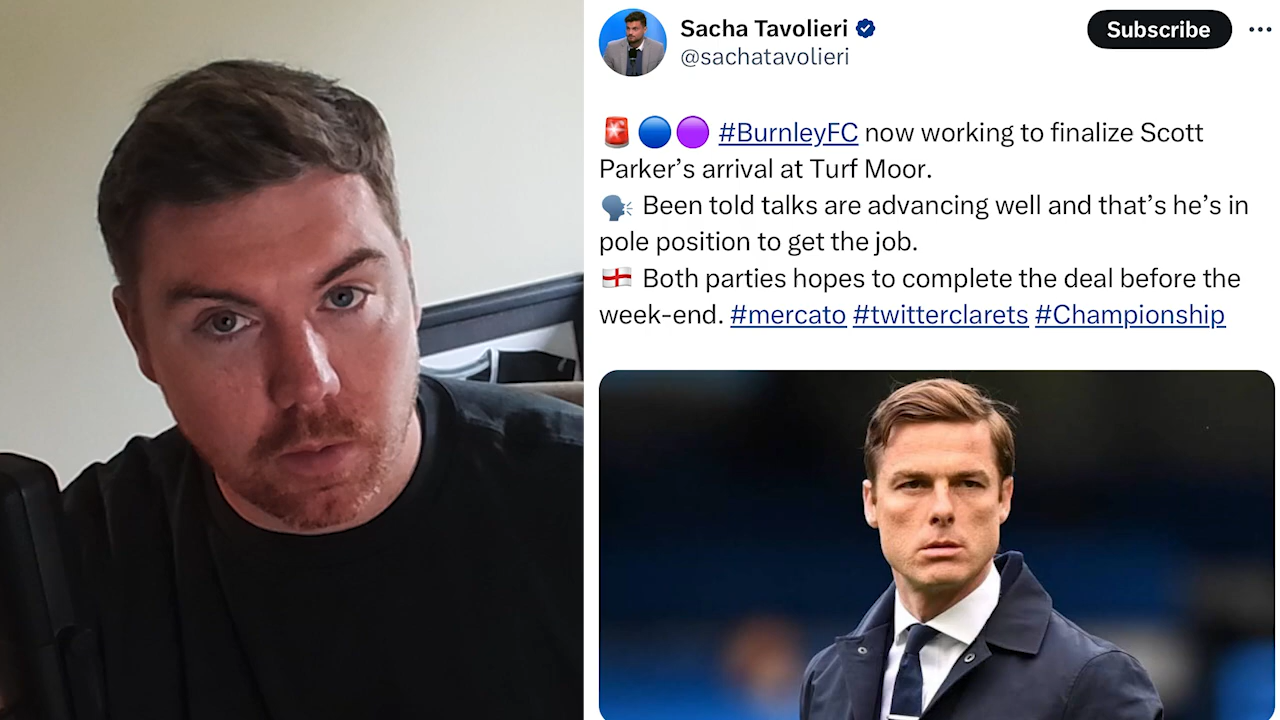 Sacha Tavolieri
Subscribe
@sachatavolieri
#BurnleyFC now working to finalize Scott
Parker’s arrival at Turf Moor.
Been told talks are advancing well and that’s he’s in
pole position to get the job.
Both parties hopes to complete the deal before the
week-end. #mercato #twitterclarets #Championship